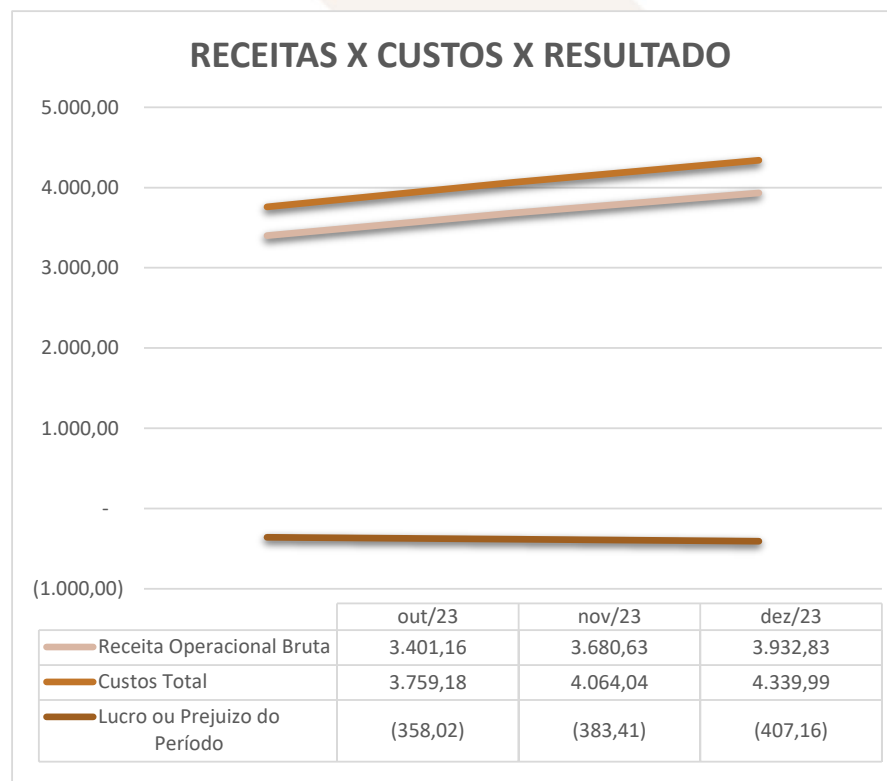 RECEITAS X CUSTOS X RESULTADO
5.000,00
4.000,00
3.000,00
2.000,00
1.000,00
-
(1.000,00)
out/23 nov/23 dez/23
Receita Operacional Bruta 3.401,16 3.680,63 3.932,83
Custos Total 3.759,18 4.064,04 4.339,99
Lucro ou Prejuizo do
Período (358,02) (383,41) (407,16)